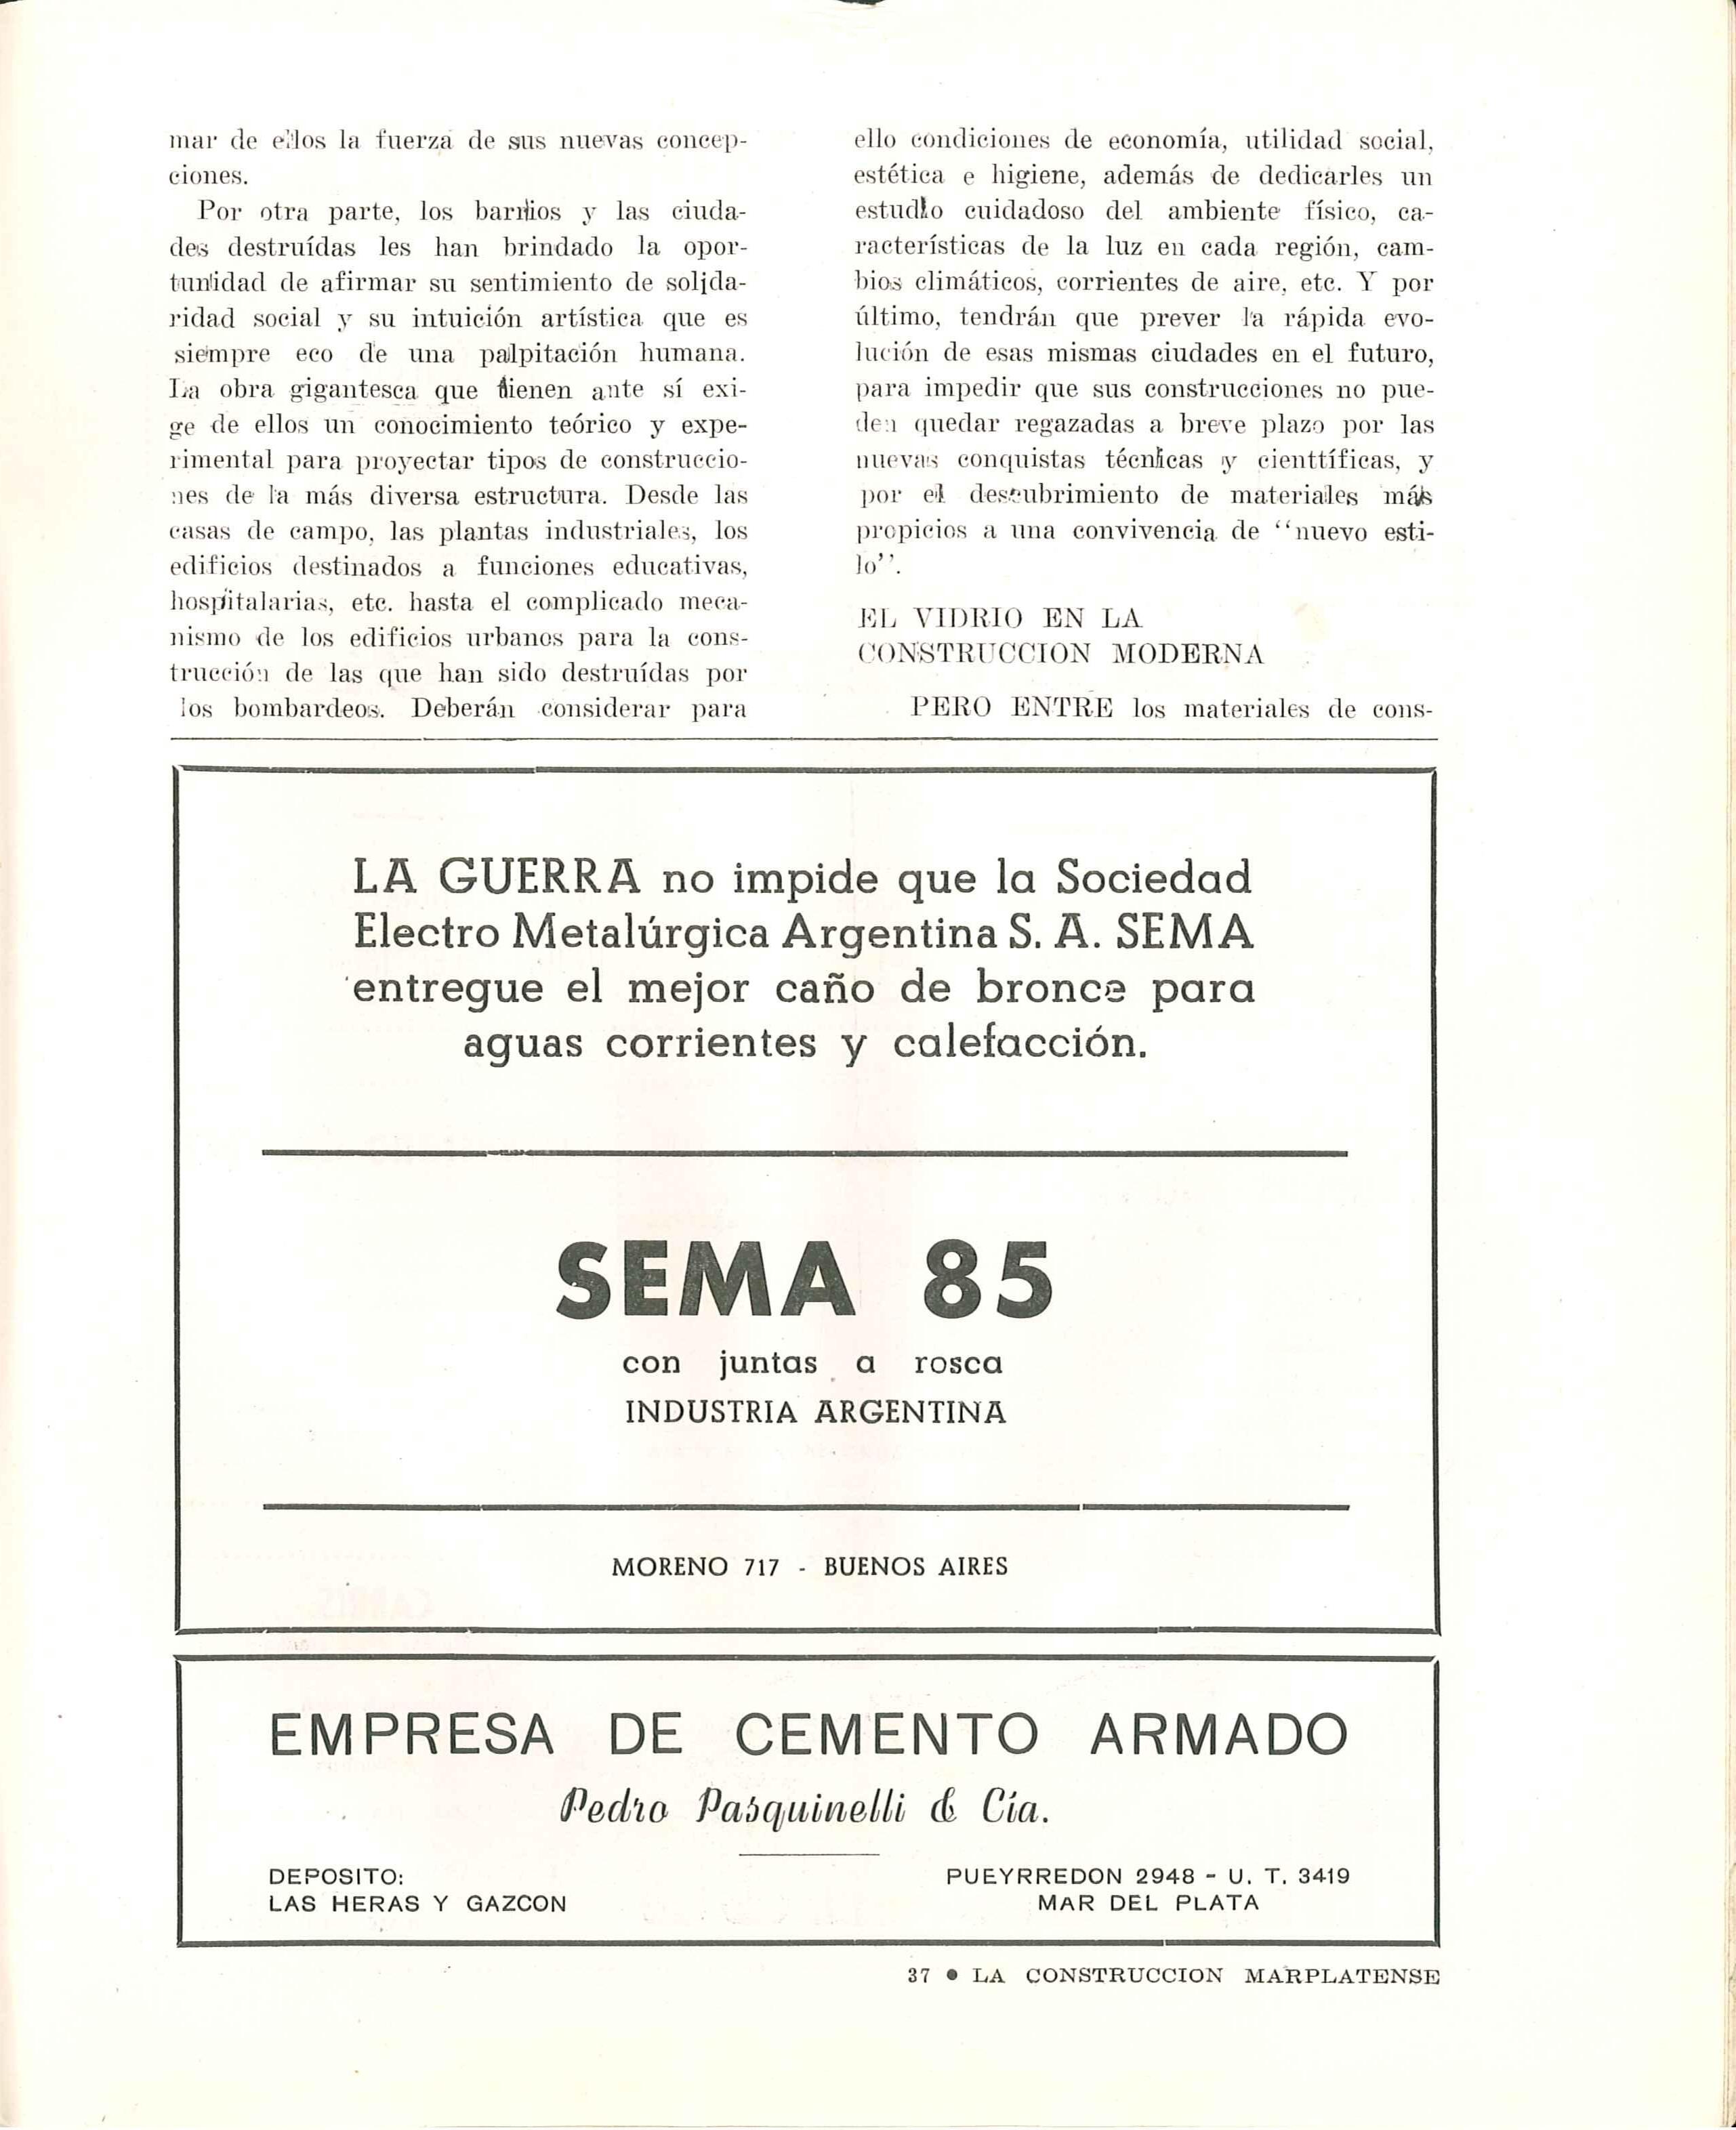 mar de ellos la fuerza de sus nuevas concep-
ciones.
Por otra parte, los barrios y las ciuda-
des destruídas les han brindado la opor-
tunidad de afirmar su sentimiento de solida-
ridad social y su intuición artística que es
siempre eco de una palpitación humana.
La obra gigantesca que tienen ante sí exi-
ge de ellos un conocimiento teórico y expe-
rimental para proyectar tipos de construccio-
nes de la más diversa estructura. Desde las
casas de campo, las plantas industriales, los
edificios destinados a funciones educativas,
hospitalarias, etc. hasta el complicado meca-
nismo de los edificios urbanos para la cons-
trucción de las que han sido destruídas por
los bombardeos. Deberán considerar para
ello condiciones de economía, utilidad social,
estética e higiene, además de dedicarles un
estudio cuidadoso del ambiente físico, ca-
racterísticas de la luz en cada región, cam-
bios climáticos, corrientes de aire, etc. Y por
último, tendrán que prever la rápida evo-
lución de esas mismas ciudades en el futuro,
para impedir que sus construcciones no pue-
den quedar regazadas a breve plazo por las
nuevas conquistas técnicas y cienttíficas, y
por el descubrimiento de materiales más
propicios a una convivencia de "nuevo esti-
lo".
EL VIDRIO EN LA
CONSTRUCCION MODERNA
PERO ENTRE los materiales de cons-
LA GUERRA no impide que la Sociedad
Electro Metalúrgica Argentina S. A. SEMA
entregue el mejor caño de bronce para
aguas corrientes y calefacción.
SEMA 85
con juntas a rosca
INDUSTRIA ARGENTINA
MORENO 717 - BUENOS AIRES
EMPRESA DE CEMENTO ARMADO
Pedro Pasquinelli & Cía.
DEPOSITO:
LAS HERAS Y GAZCON
PUEYRREDON 2948 - U. T. 3419
MAR DEL PLATA
37 • LA CONSTRUCCION MARPLATENSE